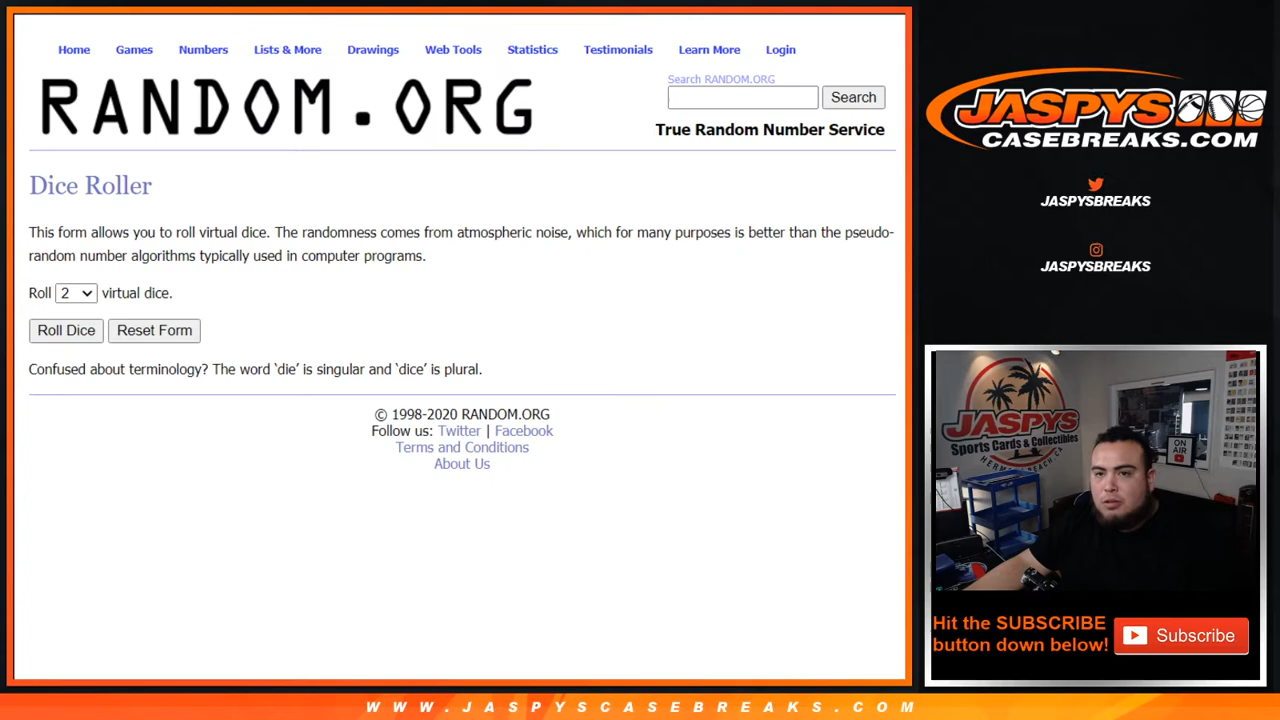 Home Games Numbers Lists & More Drawings Web Tools Statistics Testimonials Learn More Login
RANDOM.ORG
Search RANDOM.ORG
Search
True Random Number Service
Dice Roller
This form allows you to roll virtual dice. The randomness comes from atmospheric noise, which for many purposes is better than the pseudo-
random number algorithms typically used in computer programs.
Roll 2 virtual dice.
Roll Dice Reset Form
Confused about terminology? The word ‘die’ is singular and ‘dice’ is plural.
© 1998-2020 RANDOM.ORG
Follow us: Twitter | Facebook
Terms and Conditions
About Us
JASPYS
CASEBREAKS.COM
JASPYSBREAKS
JASPYSBREAKS
JASPYS
Sports Cards & Collectibles
ON
AIR
Hit the SUBSCRIBE
button down below!
Subscribe
WWW.JASPYSCASEBREAKS.COM